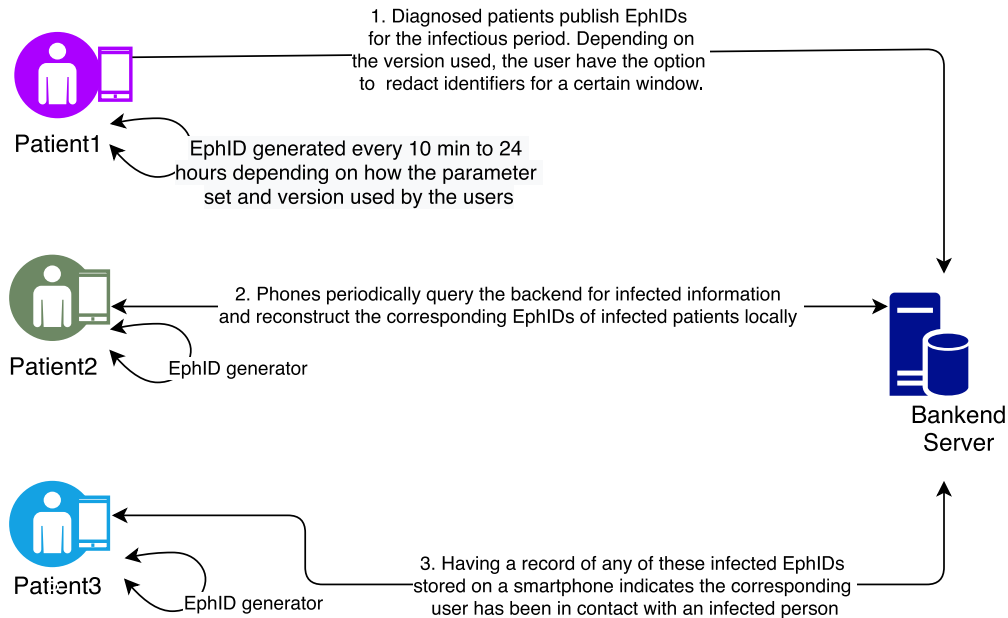 1. Diagnosed patients publish EphIDs
for the infectious period. Depending on
the version used, the user have the option
to redact identifiers for a certain window.
Patient1
EphID generated every 10 min to 24
hours depending on how the parameter
set and version used by the users
2. Phones periodically query the backend for infected information
and reconstruct the corresponding EphIDs of infected patients locally
Patient2
EphID generator
Bankend
Server
3. Having a record of any of these infected EphIDs
stored on a smartphone indicates the corresponding
user has been in contact with an infected person
Patient3
EphID generator